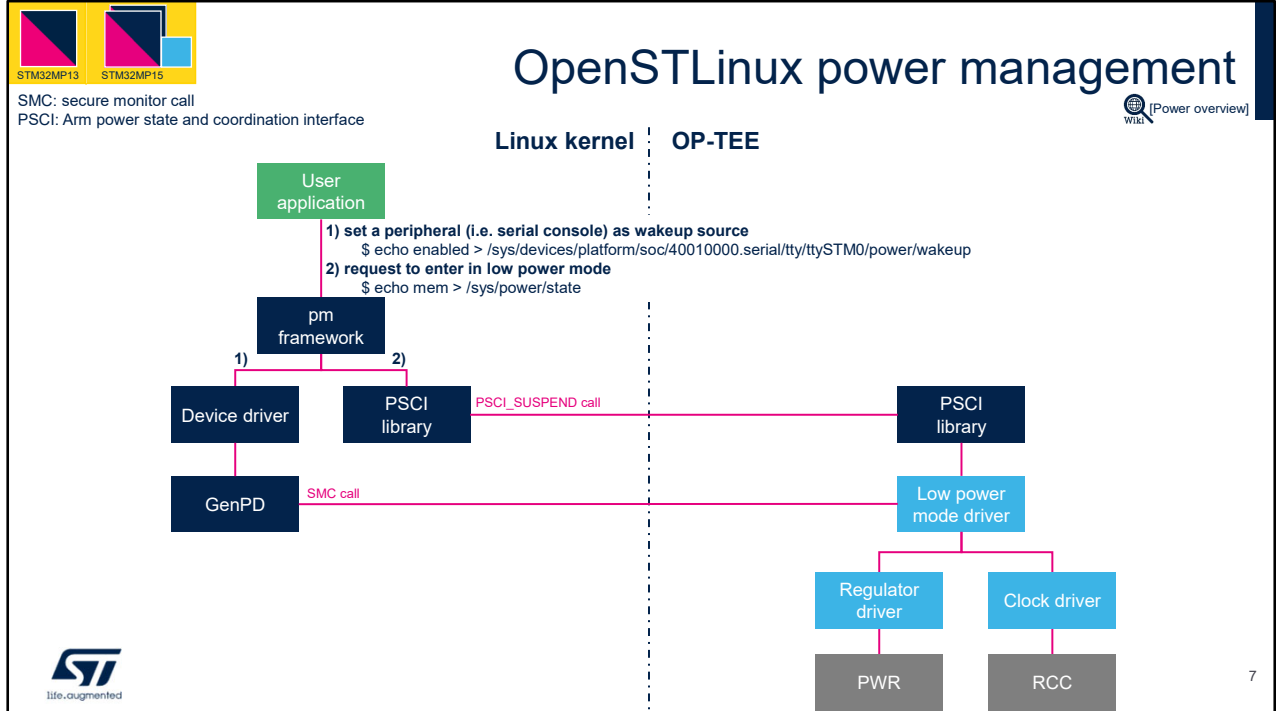 STM32MP13 STM32MP15
OpenSTLinux power management
SMC: secure monitor call
PSCI: Arm power state and coordination interface
Wiki [Power overview]
Linux kernel OP-TEE
User
application
1) set a peripheral (i.e. serial console) as wakeup source
$ echo enabled > /sys/devices/platform/soc/40010000.serial/tty/ttySTM0/power/wakeup
2) request to enter in low power mode
$ echo mem > /sys/power/state
pm
framework
1) 2)
Device driver
PSCI
library
PSCI_SUSPEND call
PSCI
library
GenPD
SMC call
Low power
mode driver
Regulator
driver
Clock driver
PWR
RCC
ST
life.augmented
7